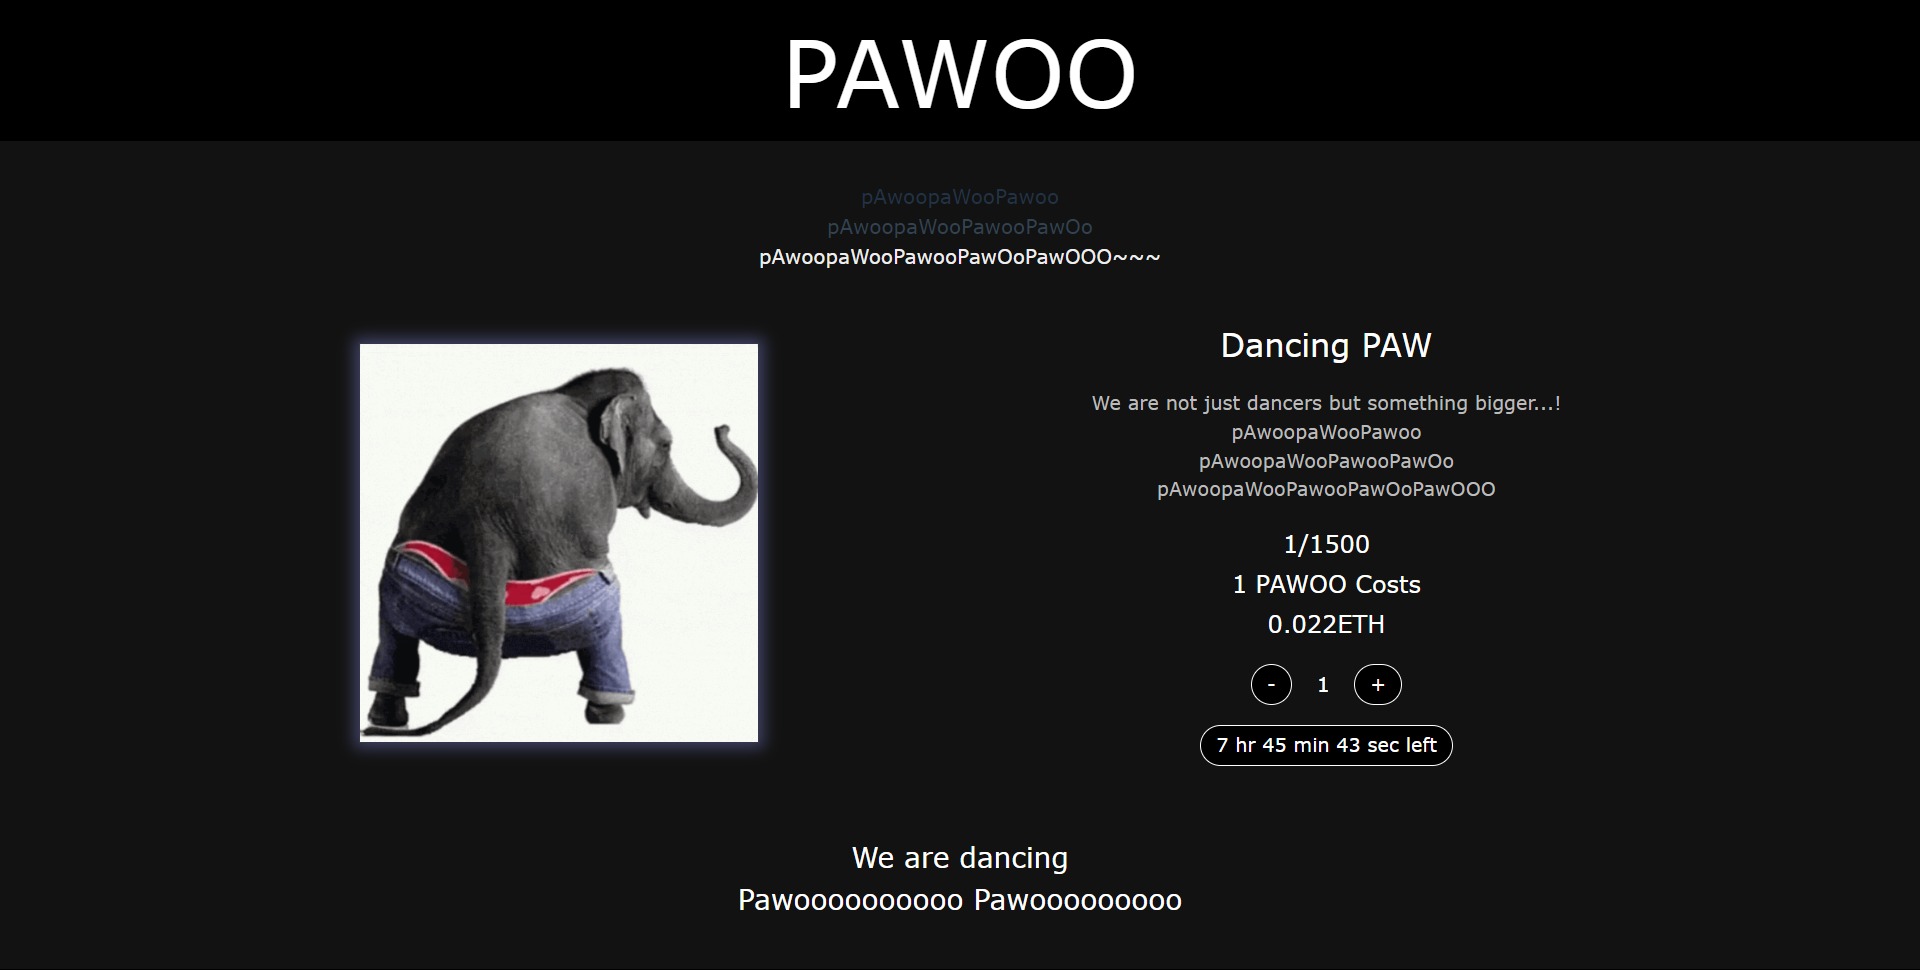 PAWOO
pAwoopaWooPawoo
pAwoopaWooPawooPawOo
pAwoopaWooPawooPawOoPawOOO~~~
Dancing PAW
We are not just dancers but something bigger...!
pAwoopaWooPawoo
pAwoopaWooPawooPawOo
pAwoopaWooPawooPawOoPawOOO
1/1500
1 PAWOO Costs
0.022ETH
- 1 +
7 hr 45 min 43 sec left
We are dancing
Pawoooooooooo Pawooooooooo